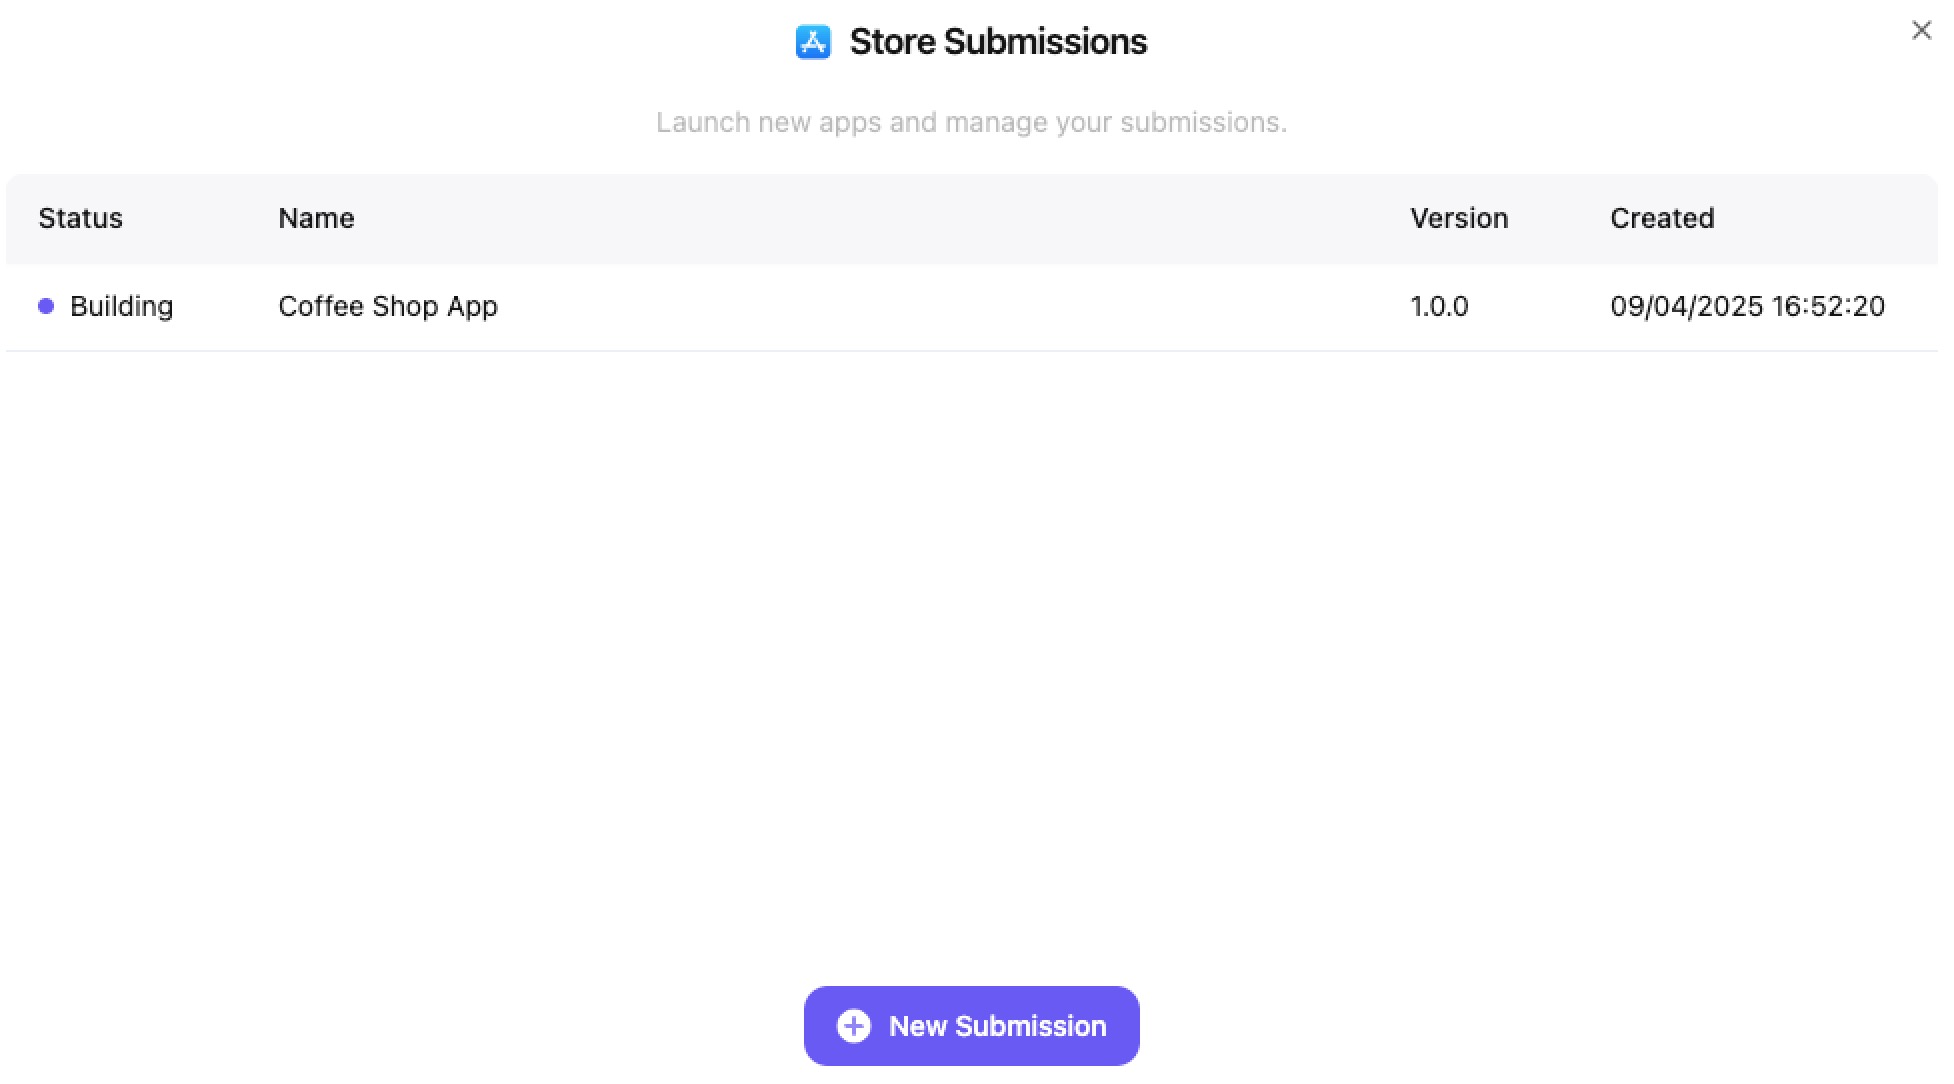 Store Submissions
Launch new apps and manage your submissions.
Status Name Version Created
Building Coffee Shop App 1.0.0 09/04/2025 16:52:20
New Submission